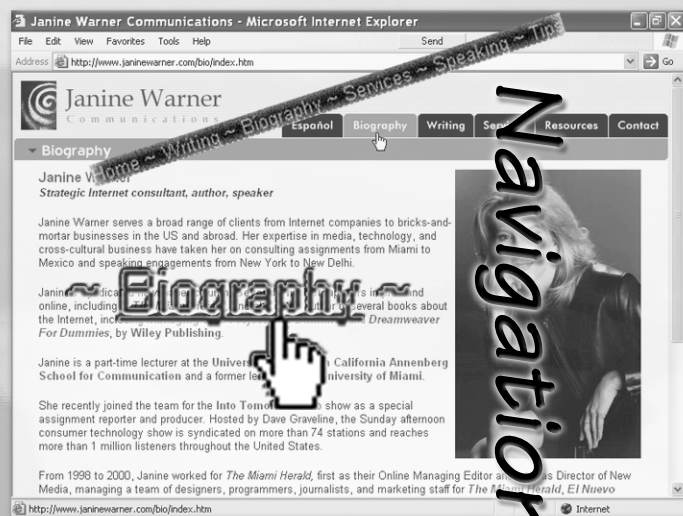 Janine Warner Communications - Microsoft Internet Explorer
File Edit View Favorites Tools Help Send
Address http://www.janinewarner.com/bio/index.htm Go
Janine Warner
Communications
Home ~ Writing ~ Biography ~ Services ~ Speaking ~ Tips
Español Biography Writing Resources Contact
Biography
Navigation
Janine
Strategic Internet consultant, author, speaker
Janine Warner serves a broad range of clients from Internet companies to bricks-and-
mortar businesses in the US and abroad. Her expertise in media, technology, and
cross-cultural business have taken her on consulting assignments from Miami to
Mexico and speaking engagements from New York to New Delhi.
online, including several books about
~ Biography ~
the Internet, Dreamweaver
For Dummies, by Wiley Publishing.
Janine is a part-time lecturer at the California Annenberg
School for Communication and a former University of Miami.
She recently joined the team for the Into show as a special
assignment reporter and producer. Hosted by Dave Graveline, the Sunday afternoon
consumer technology show is syndicated on more than 74 stations and reaches
more than 1 million listeners throughout the United States.
From 1998 to 2000, Janine worked for The Miami Herald, first as their Online Managing Editor as Director of New
Media, managing a team of designers, programmers, journalists, and marketing staff for The Miami Herald, El Nuevo
http://www.janinewarner.com/bio/index.htm Internet